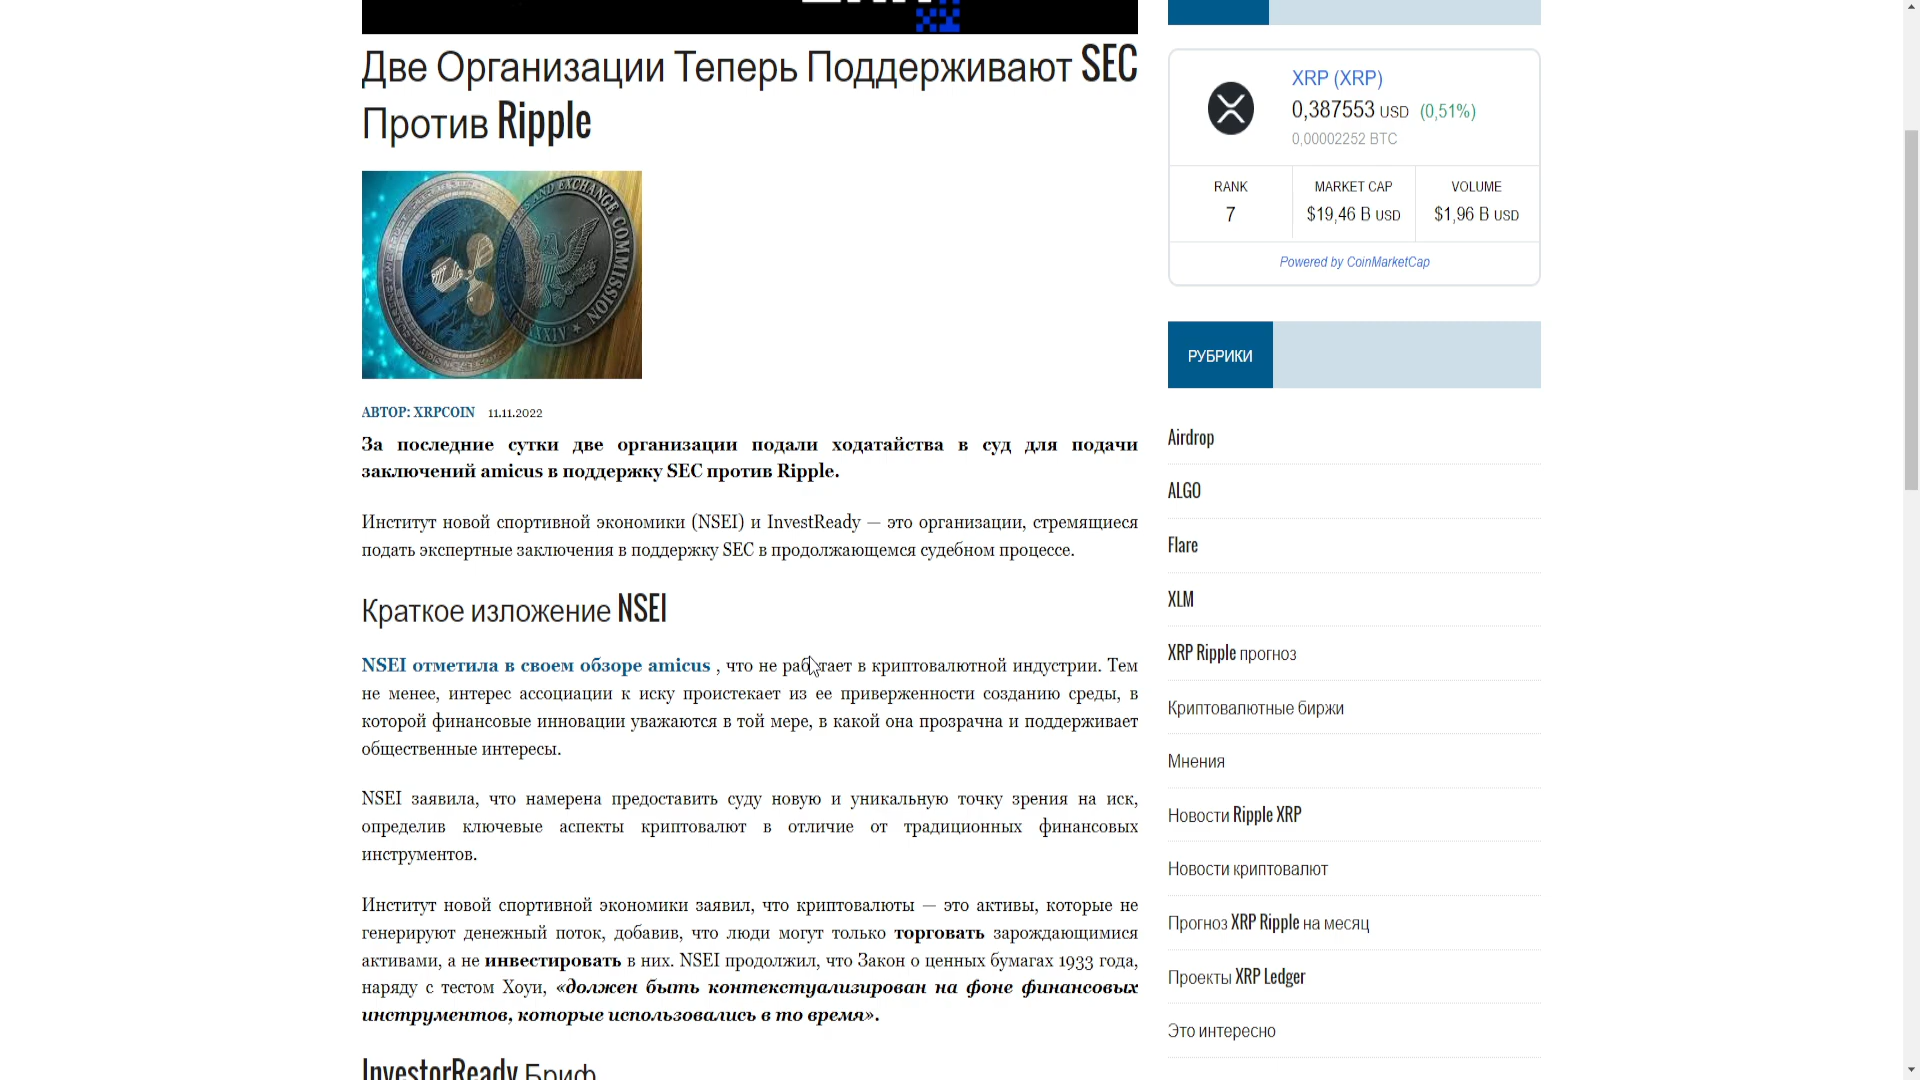 Две Организации Теперь Поддерживают SEC
Против Ripple
AND EXCHANGE COMMISSION
MCMXXXIV
АВТОР: XRPCOIN 11.11.2022
За последние сутки две организации подали ходатайства в суд для подачи
заключений amicus в поддержку SEC против Ripple.
Институт новой спортивной экономики (NSEI) и InvestReady — это организации, стремящиеся
подать экспертные заключения в поддержку SEC в продолжающемся судебном процессе.
Краткое изложение NSEI
NSEI отметила в своем обзоре amicus , что не работает в криптовалютной индустрии. Тем
не менее, интерес ассоциации к иску проистекает из ее приверженности созданию среды, в
которой финансовые инновации уважаются в той мере, в какой она прозрачна и поддерживает
общественные интересы.
NSEI заявила, что намерена предоставить суду новую и уникальную точку зрения на иск,
определив ключевые аспекты криптовалют в отличие от традиционных финансовых
инструментов.
Институт новой спортивной экономики заявил, что криптовалюты — это активы, которые не
генерируют денежный поток, добавив, что люди могут только торговать зарождающимися
активами, а не инвестировать в них. NSEI продолжил, что Закон о ценных бумагах 1933 года,
наряду с тестом Хоуи, «должен быть контекстуализирован на фоне финансовых
инструментов, которые использовались в то время».
InvestorReady Бриф
XRP (XRP)
0,387553 USD (0,51%)
0,00002252 BTC
RANK
7
MARKET CAP
$19,46 B USD
VOLUME
$1,96 B USD
Powered by CoinMarketCap
РУБРИКИ
Airdrop
ALGO
Flare
XLM
XRP Ripple прогноз
Криптовалютные биржи
Мнения
Новости Ripple XRP
Новости криптовалют
Прогноз XRP Ripple на месяц
Проекты XRP Ledger
Это интересно